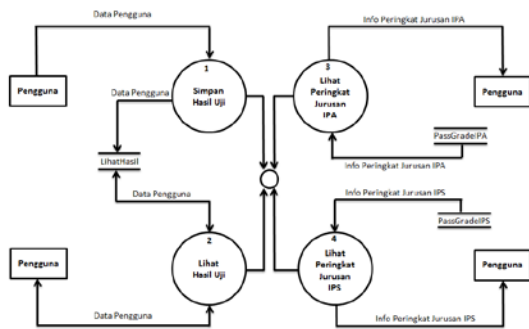 Data Pengguna
Info Peringkat Jurusan IPA
1
Simpan
Hasil Uji
3
Lihat
Peringkat
Jurusan
IPA
Pengguna
Pengguna
Data Pengguna
PassGradeIPA
LihatHasil
Info Peringkat Jurusan IPA
Data Pengguna
Info Peringkat Jurusan IPS
PassGradeIPS
2
Lihat
Hasil Uji
4
Lihat
Peringkat
Jurusan
IPS
Pengguna
Pengguna
Data Pengguna
Info Peringkat Jurusan IPS